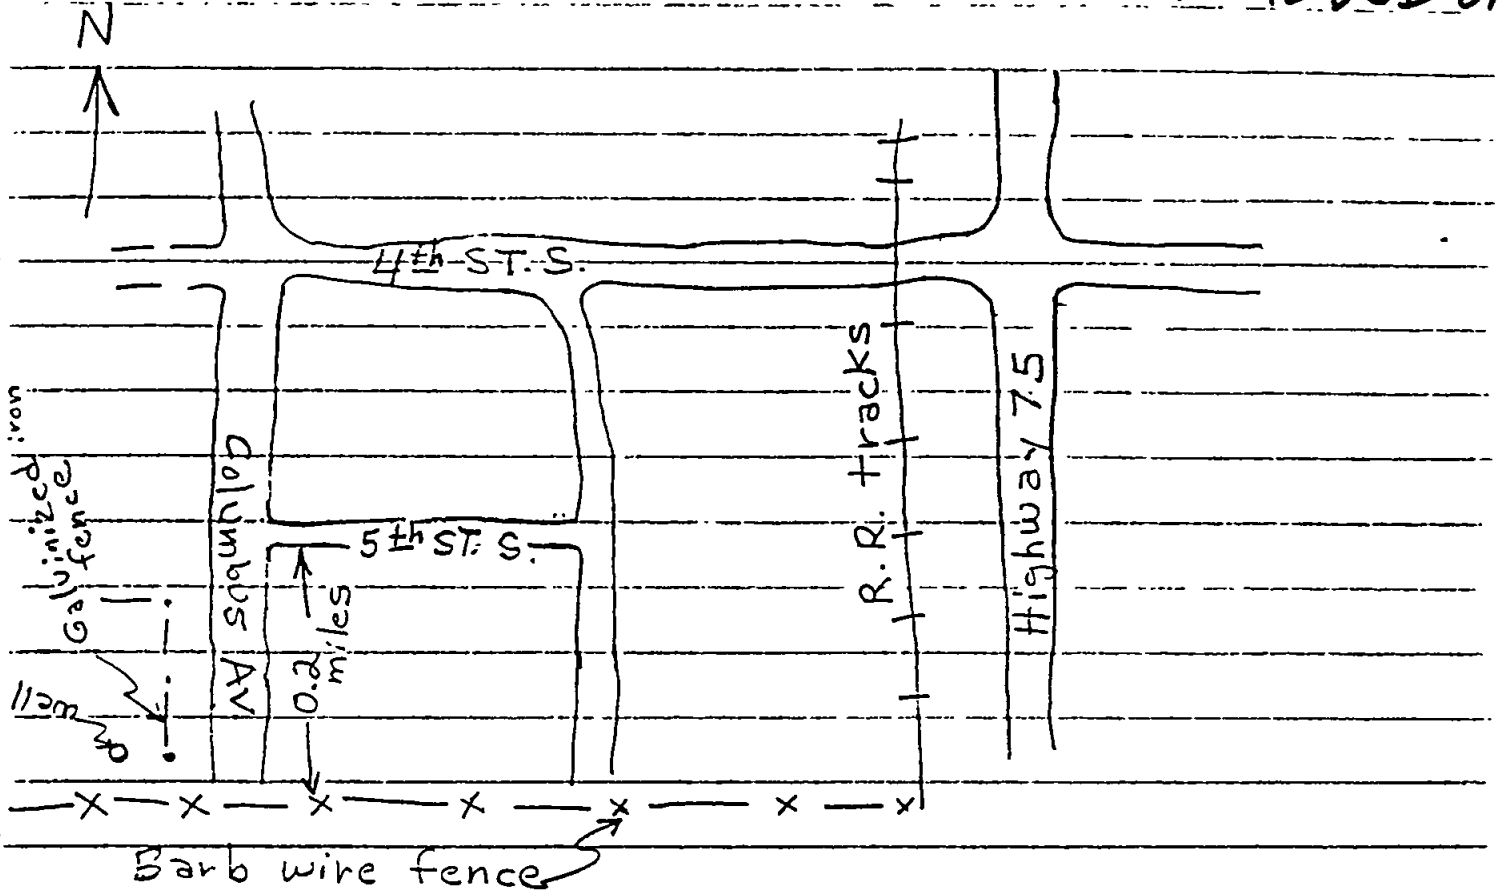 N
4th ST. S.
R.R. tracks
Highway 75
Galvinized iron
fence
Columbus Av
5th ST. S.
0.2
miles
well
Barb wire fence